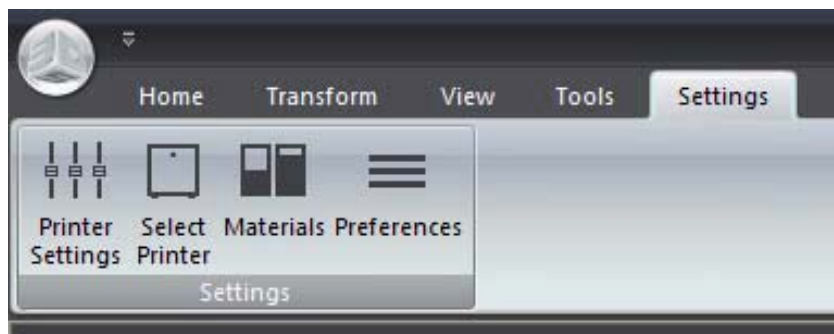 Home Transform View Tools Settings
Printer Settings Select Printer Materials Preferences
Settings